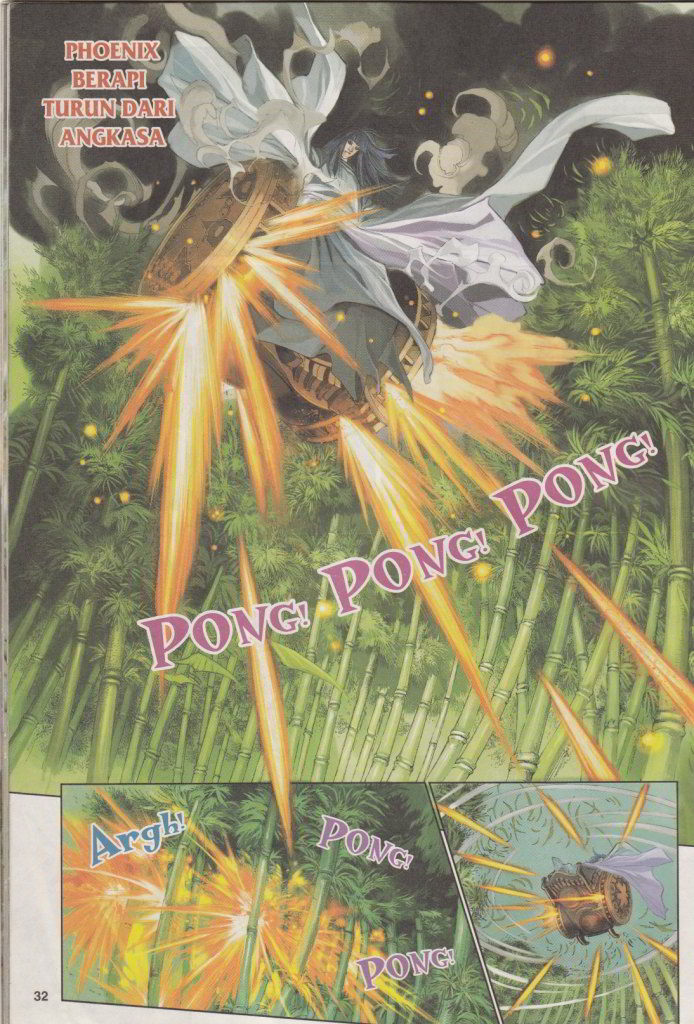 PHOENIX
BERAPI
TURUN DARI
ANGKASA
PONG! PONG! PONG!
ARGH!
PONG!
PONG!
32